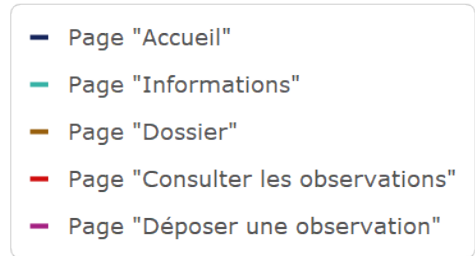 Page "Accueil"
Page "Informations"
Page "Dossier"
Page "Consulter les observations"
Page "Déposer une observation"